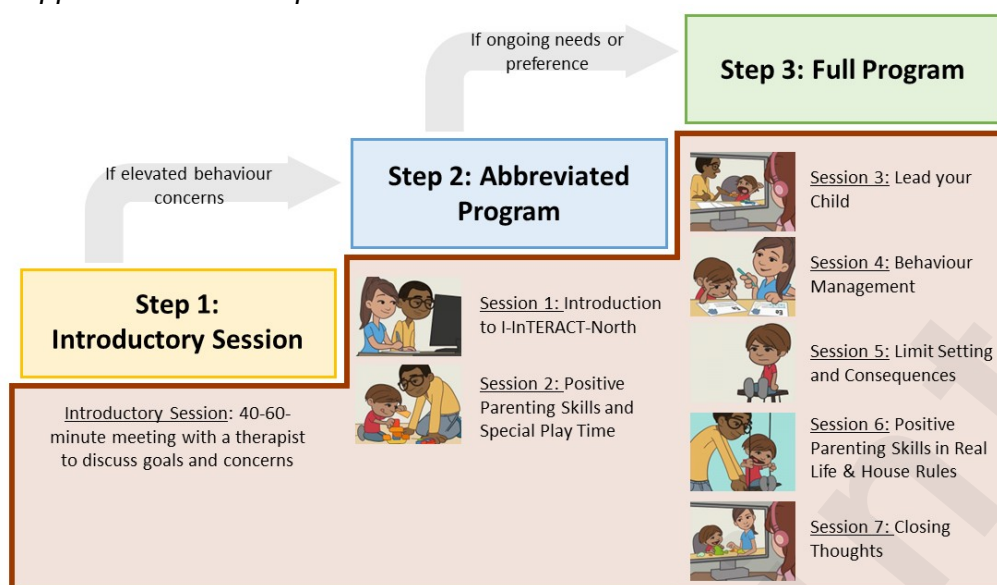 If ongoing needs or
preference
Step 3: Full Program
If elevated behaviour
concerns
Step 2: Abbreviated
Program
Step 1:
Introductory Session
Introductory Session: 40-60-
minute meeting with a therapist
to discuss goals and concerns
Session 1: Introduction
to I-InTERACT-North
Session 2: Positive
Parenting Skills and
Special Play Time
Session 3: Lead your
Child
Session 4: Behaviour
Management
Session 5: Limit Setting
and Consequences
Session 6: Positive
Parenting Skills in Real
Life & House Rules
Session 7: Closing
Thoughts